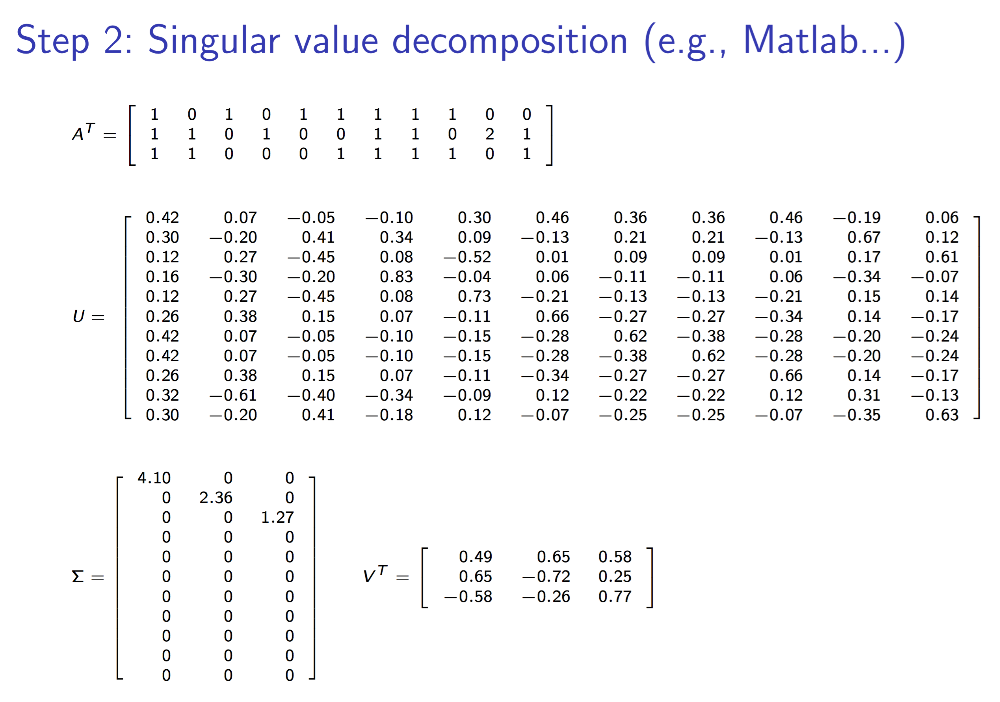 Step 2: Singular value decomposition (e.g., Matlab...)
1 0 1 0 1 1 1 1 1 0 0
A^T = 1 1 0 1 0 0 1 1 0 2 1
1 1 0 0 0 1 1 1 1 0 1
0.42 0.07 −0.05 −0.10 0.30 0.46 0.36 0.36 0.46 −0.19 0.06
0.30 −0.20 0.41 0.34 0.09 −0.13 0.21 0.21 −0.13 0.67 0.12
0.12 0.27 −0.45 0.08 −0.52 0.01 0.09 0.09 0.01 0.17 0.61
0.16 −0.30 −0.20 0.83 −0.04 0.06 −0.11 −0.11 0.06 −0.34 −0.07
0.12 0.27 −0.45 0.08 0.73 −0.21 −0.13 −0.13 −0.21 0.15 0.14
U = 0.26 0.38 0.15 0.07 −0.11 0.66 −0.27 −0.27 −0.34 0.14 −0.17
0.42 0.07 −0.05 −0.10 −0.15 −0.28 0.62 −0.38 −0.28 −0.20 −0.24
0.42 0.07 −0.05 −0.10 −0.15 −0.28 −0.38 0.62 −0.28 −0.20 −0.24
0.26 0.38 0.15 0.07 −0.11 −0.34 −0.27 −0.27 0.66 0.14 −0.17
0.32 −0.61 −0.40 −0.34 −0.09 0.12 −0.22 −0.22 0.12 0.31 −0.13
0.30 −0.20 0.41 −0.18 0.12 −0.07 −0.25 −0.25 −0.07 −0.35 0.63
4.10 0 0
0 2.36 0
0 0 1.27
0 0 0
0 0 0
Σ = 0 0 0
0 0 0
0 0 0
0 0 0
0 0 0
0 0 0
0.49 0.65 0.58
V^T = 0.65 −0.72 0.25
−0.58 −0.26 0.77